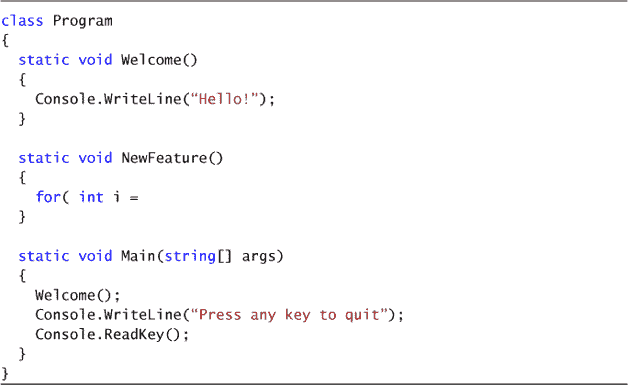 class Program
{
  static void Welcome()
  {
    Console.WriteLine(“Hello!”);
  }

  static void NewFeature()
  {
    for( int i =
  }

  static void Main(string[] args)
  {
    Welcome();
    Console.WriteLine(“Press any key to quit”);
    Console.ReadKey();
  }
}